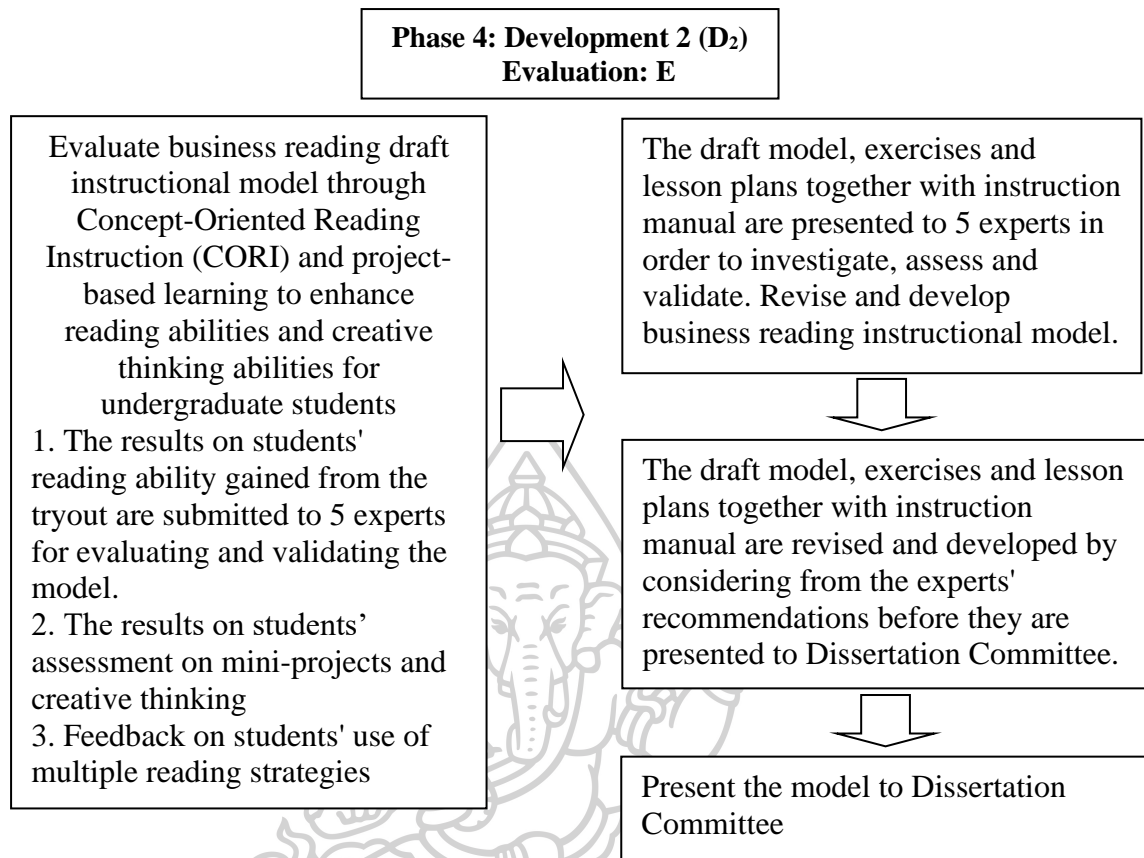 Phase 4: Development 2 (D₂)
Evaluation: E
Evaluate business reading draft
instructional model through
Concept-Oriented Reading
Instruction (CORI) and project-
based learning to enhance
reading abilities and creative
thinking abilities for
undergraduate students
1. The results on students'
reading ability gained from the
tryout are submitted to 5 experts
for evaluating and validating the
model.
2. The results on students’
assessment on mini-projects and
creative thinking
3. Feedback on students' use of
multiple reading strategies
The draft model, exercises and
lesson plans together with instruction
manual are presented to 5 experts in
order to investigate, assess and
validate. Revise and develop
business reading instructional model.
The draft model, exercises and lesson
plans together with instruction
manual are revised and developed by
considering from the experts'
recommendations before they are
presented to Dissertation Committee.
Present the model to Dissertation
Committee